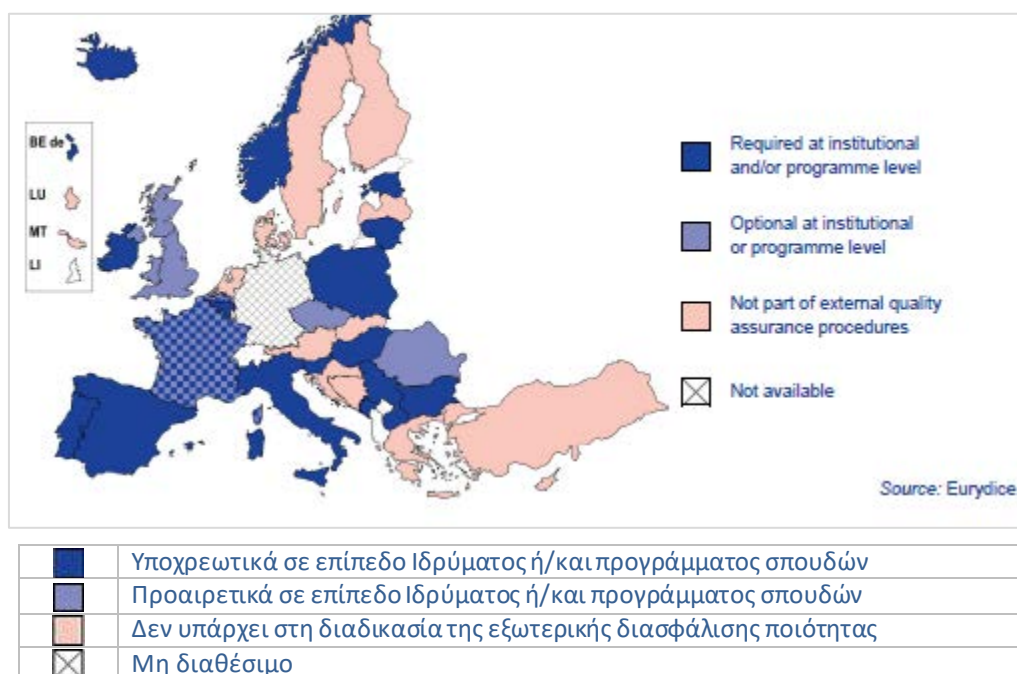 BE de
LU
MT
LI
Required at institutional
and/or programme level
Optional at institutional
or programme level
Not part of external quality
assurance procedures
Not available
Source: Eurydice
Υποχρεωτικά σε επίπεδο Ιδρύματος ή/και προγράμματος σπουδών
Προαιρετικά σε επίπεδο Ιδρύματος ή/και προγράμματος σπουδών
Δεν υπάρχει στη διαδικασία της εξωτερικής διασφάλισης ποιότητας
Μη διαθέσιμο